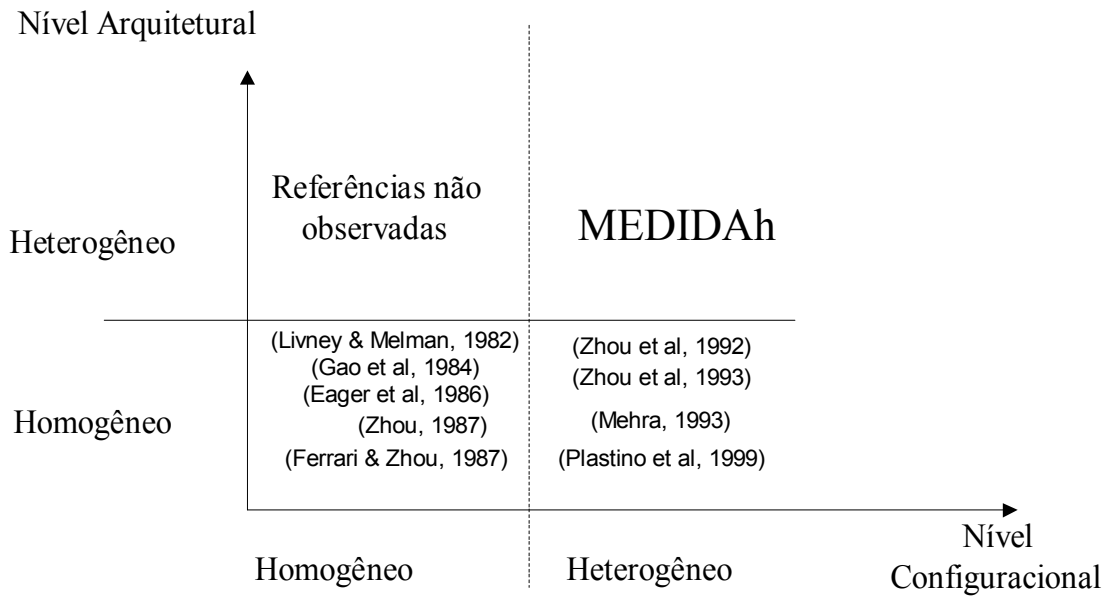 Nível Arquitetural
Referências não
observadas
MEDIDAh
Heterogêneo
(Livney & Melman, 1982)
(Gao et al, 1984)
(Eager et al, 1986)
(Zhou, 1987)
(Ferrari & Zhou, 1987)
(Zhou et al, 1992)
(Zhou et al, 1993)
(Mehra, 1993)
(Plastino et al, 1999)
Homogêneo
Homogêneo
Heterogêneo
Nível
Configuracional